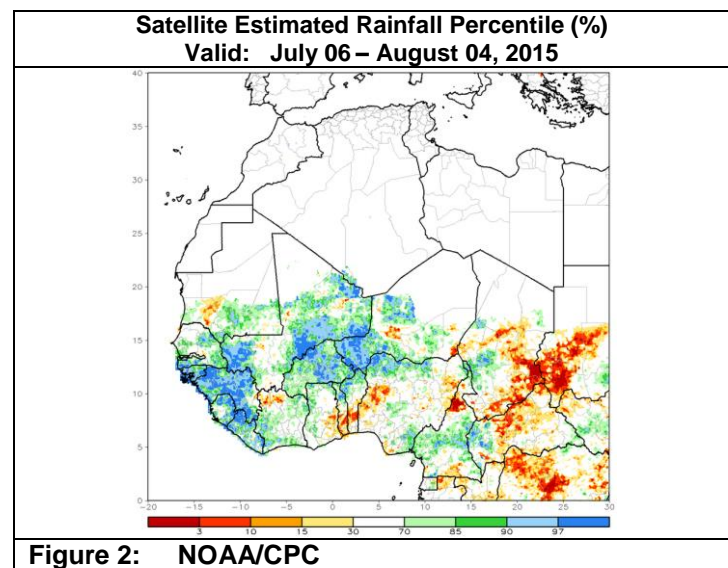 Satellite Estimated Rainfall Percentile (%)
Valid: July 06 – August 04, 2015
40
35
30
25
20
15
10
5
0
−20 −15 −10 −5 0 5 10 15 20 25 30
3 10 15 30 70 85 90 97
Figure 2: NOAA/CPC